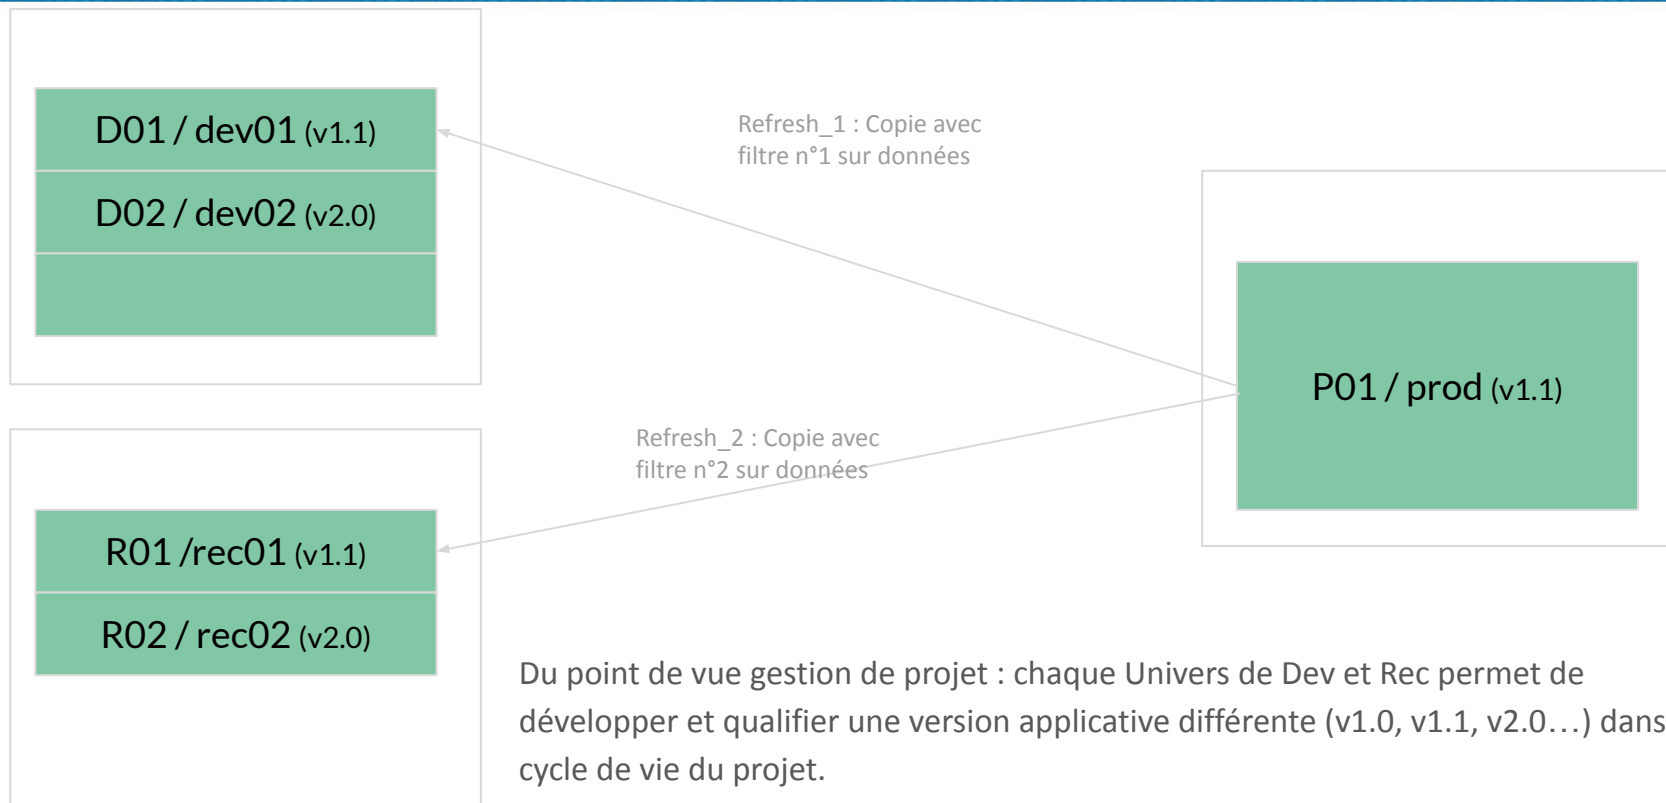 D01 / dev01 (v1.1)
D02 / dev02 (v2.0)
Refresh_1 : Copie avec
filtre n°1 sur données
P01 / prod (v1.1)
Refresh_2 : Copie avec
filtre n°2 sur données
R01 /rec01 (v1.1)
R02 / rec02 (v2.0)
Du point de vue gestion de projet : chaque Univers de Dev et Rec permet de
développer et qualifier une version applicative différente (v1.0, v1.1, v2.0…) dans
cycle de vie du projet.